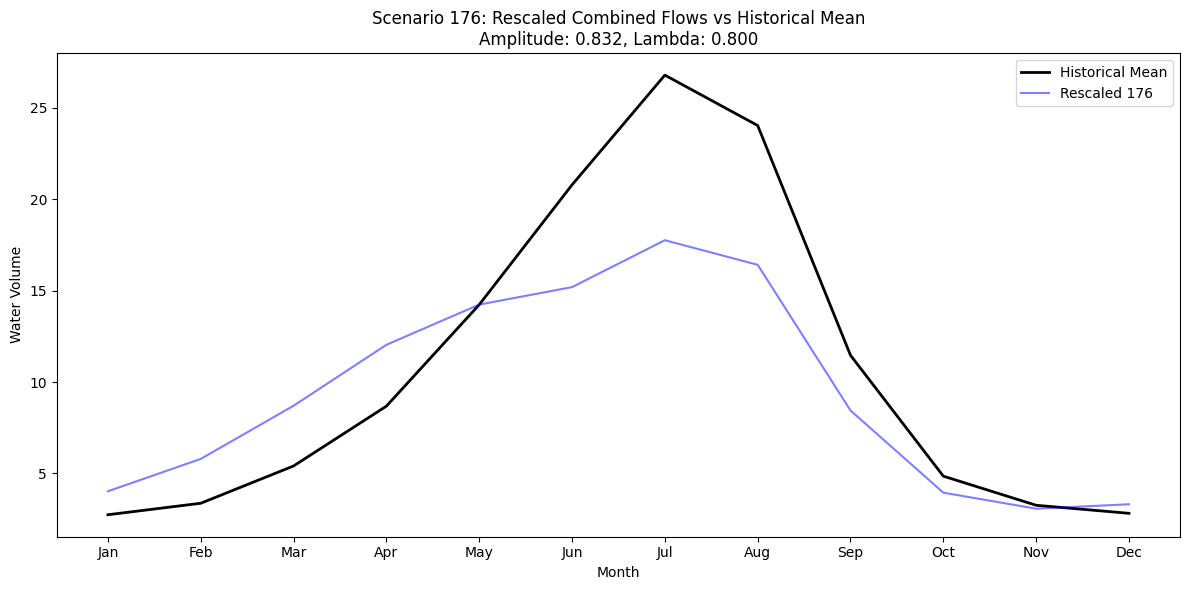 Scenario 176: Rescaled Combined Flows vs Historical Mean
Amplitude: 0.832, Lambda: 0.800
Historical Mean
Rescaled 176
Water Volume
25
20
15
10
5
Jan Feb Mar Apr May Jun Jul Aug Sep Oct Nov Dec
Month